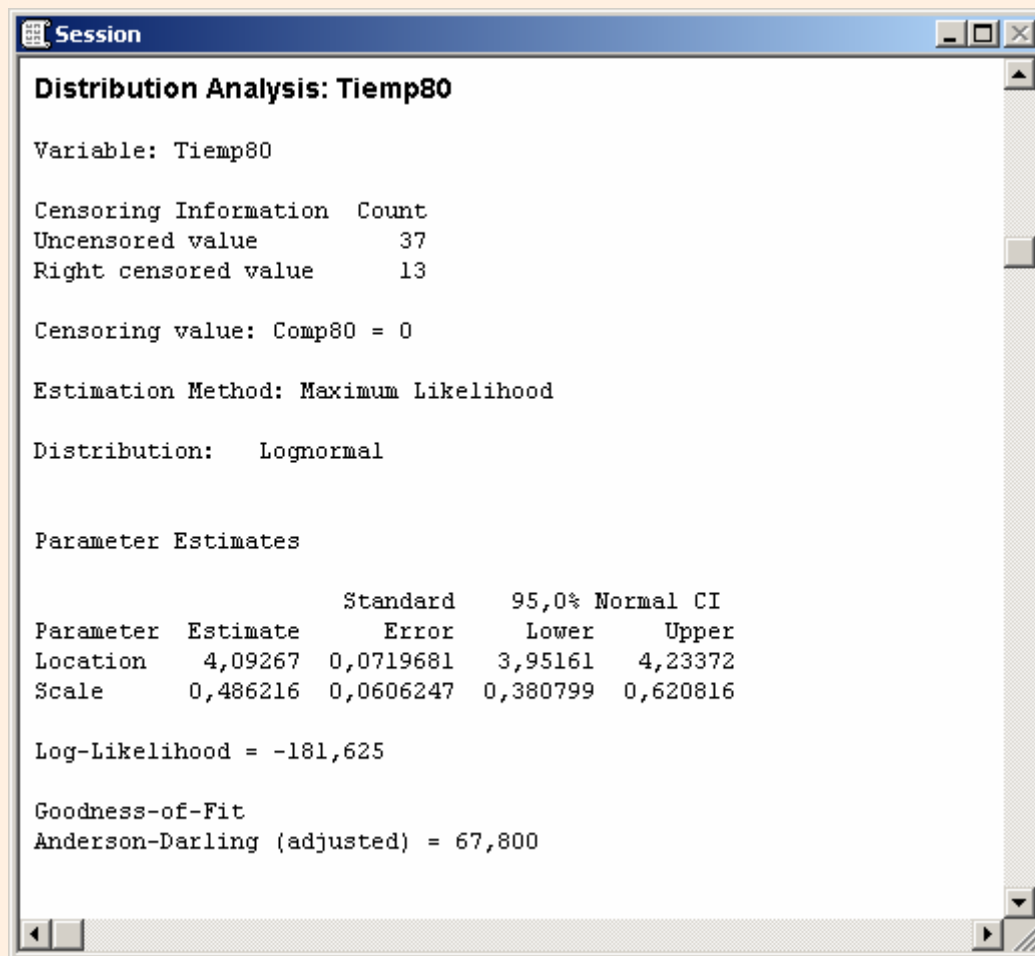 Session
Distribution Analysis: Tiemp80
Variable: Tiemp80
Censoring Information Count
Uncensored value 37
Right censored value 13
Censoring value: Comp80 = 0
Estimation Method: Maximum Likelihood
Distribution: Lognormal
Parameter Estimates
Standard 95,0% Normal CI
Parameter Estimate Error Lower Upper
Location 4,09267 0,0719681 3,95161 4,23372
Scale 0,486216 0,0606247 0,380799 0,620816
Log-Likelihood = -181,625
Goodness-of-Fit
Anderson-Darling (adjusted) = 67,800